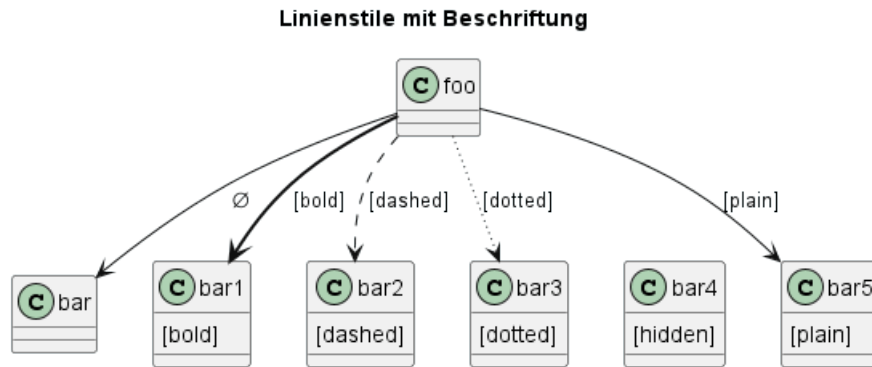 Linienstile mit Beschriftung
C foo
∅ [bold] [dashed] [dotted] [plain]
C bar C bar1 C bar2 C bar3 C bar4 C bar5
[bold] [dashed] [dotted] [hidden] [plain]